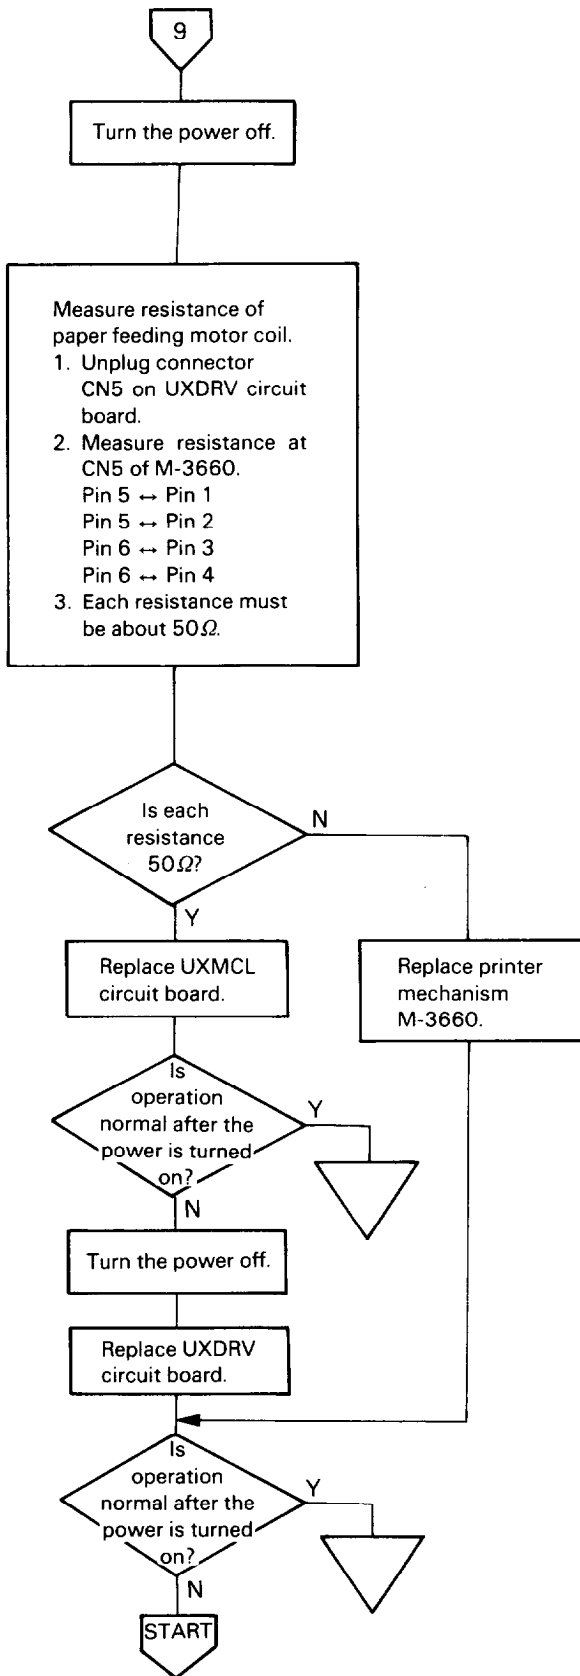 9
Turn the power off.
Measure resistance of
paper feeding motor coil.
1. Unplug connector
CN5 on UXDRV circuit
board.
2. Measure resistance at
CN5 of M-3660.
Pin 5 ↔ Pin 1
Pin 5 ↔ Pin 2
Pin 6 ↔ Pin 3
Pin 6 ↔ Pin 4
3. Each resistance must
be about 50Ω.
Is each
resistance
50Ω?
N
Y
Replace UXMCL
circuit board.
Replace printer
mechanism
M-3660.
Is
operation
normal after the
power is turned
on?
Y
N
Turn the power off.
Replace UXDRV
circuit board.
Is
operation
normal after the
power is turned
on?
Y
N
START